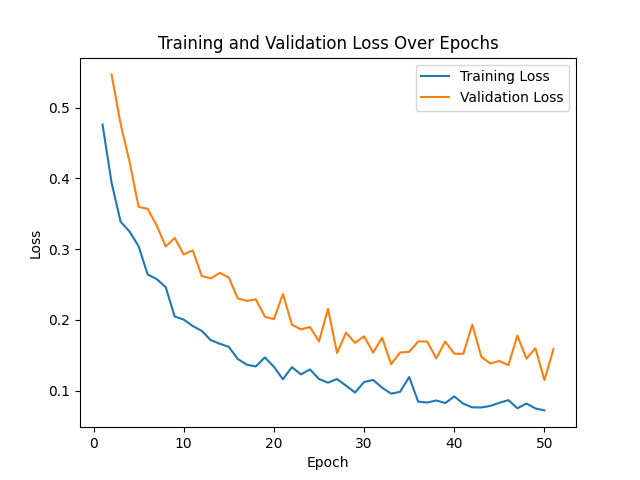 Training and Validation Loss Over Epochs
Training Loss
Validation Loss
Loss
0.5
0.4
0.3
0.2
0.1
0 10 20 30 40 50
Epoch